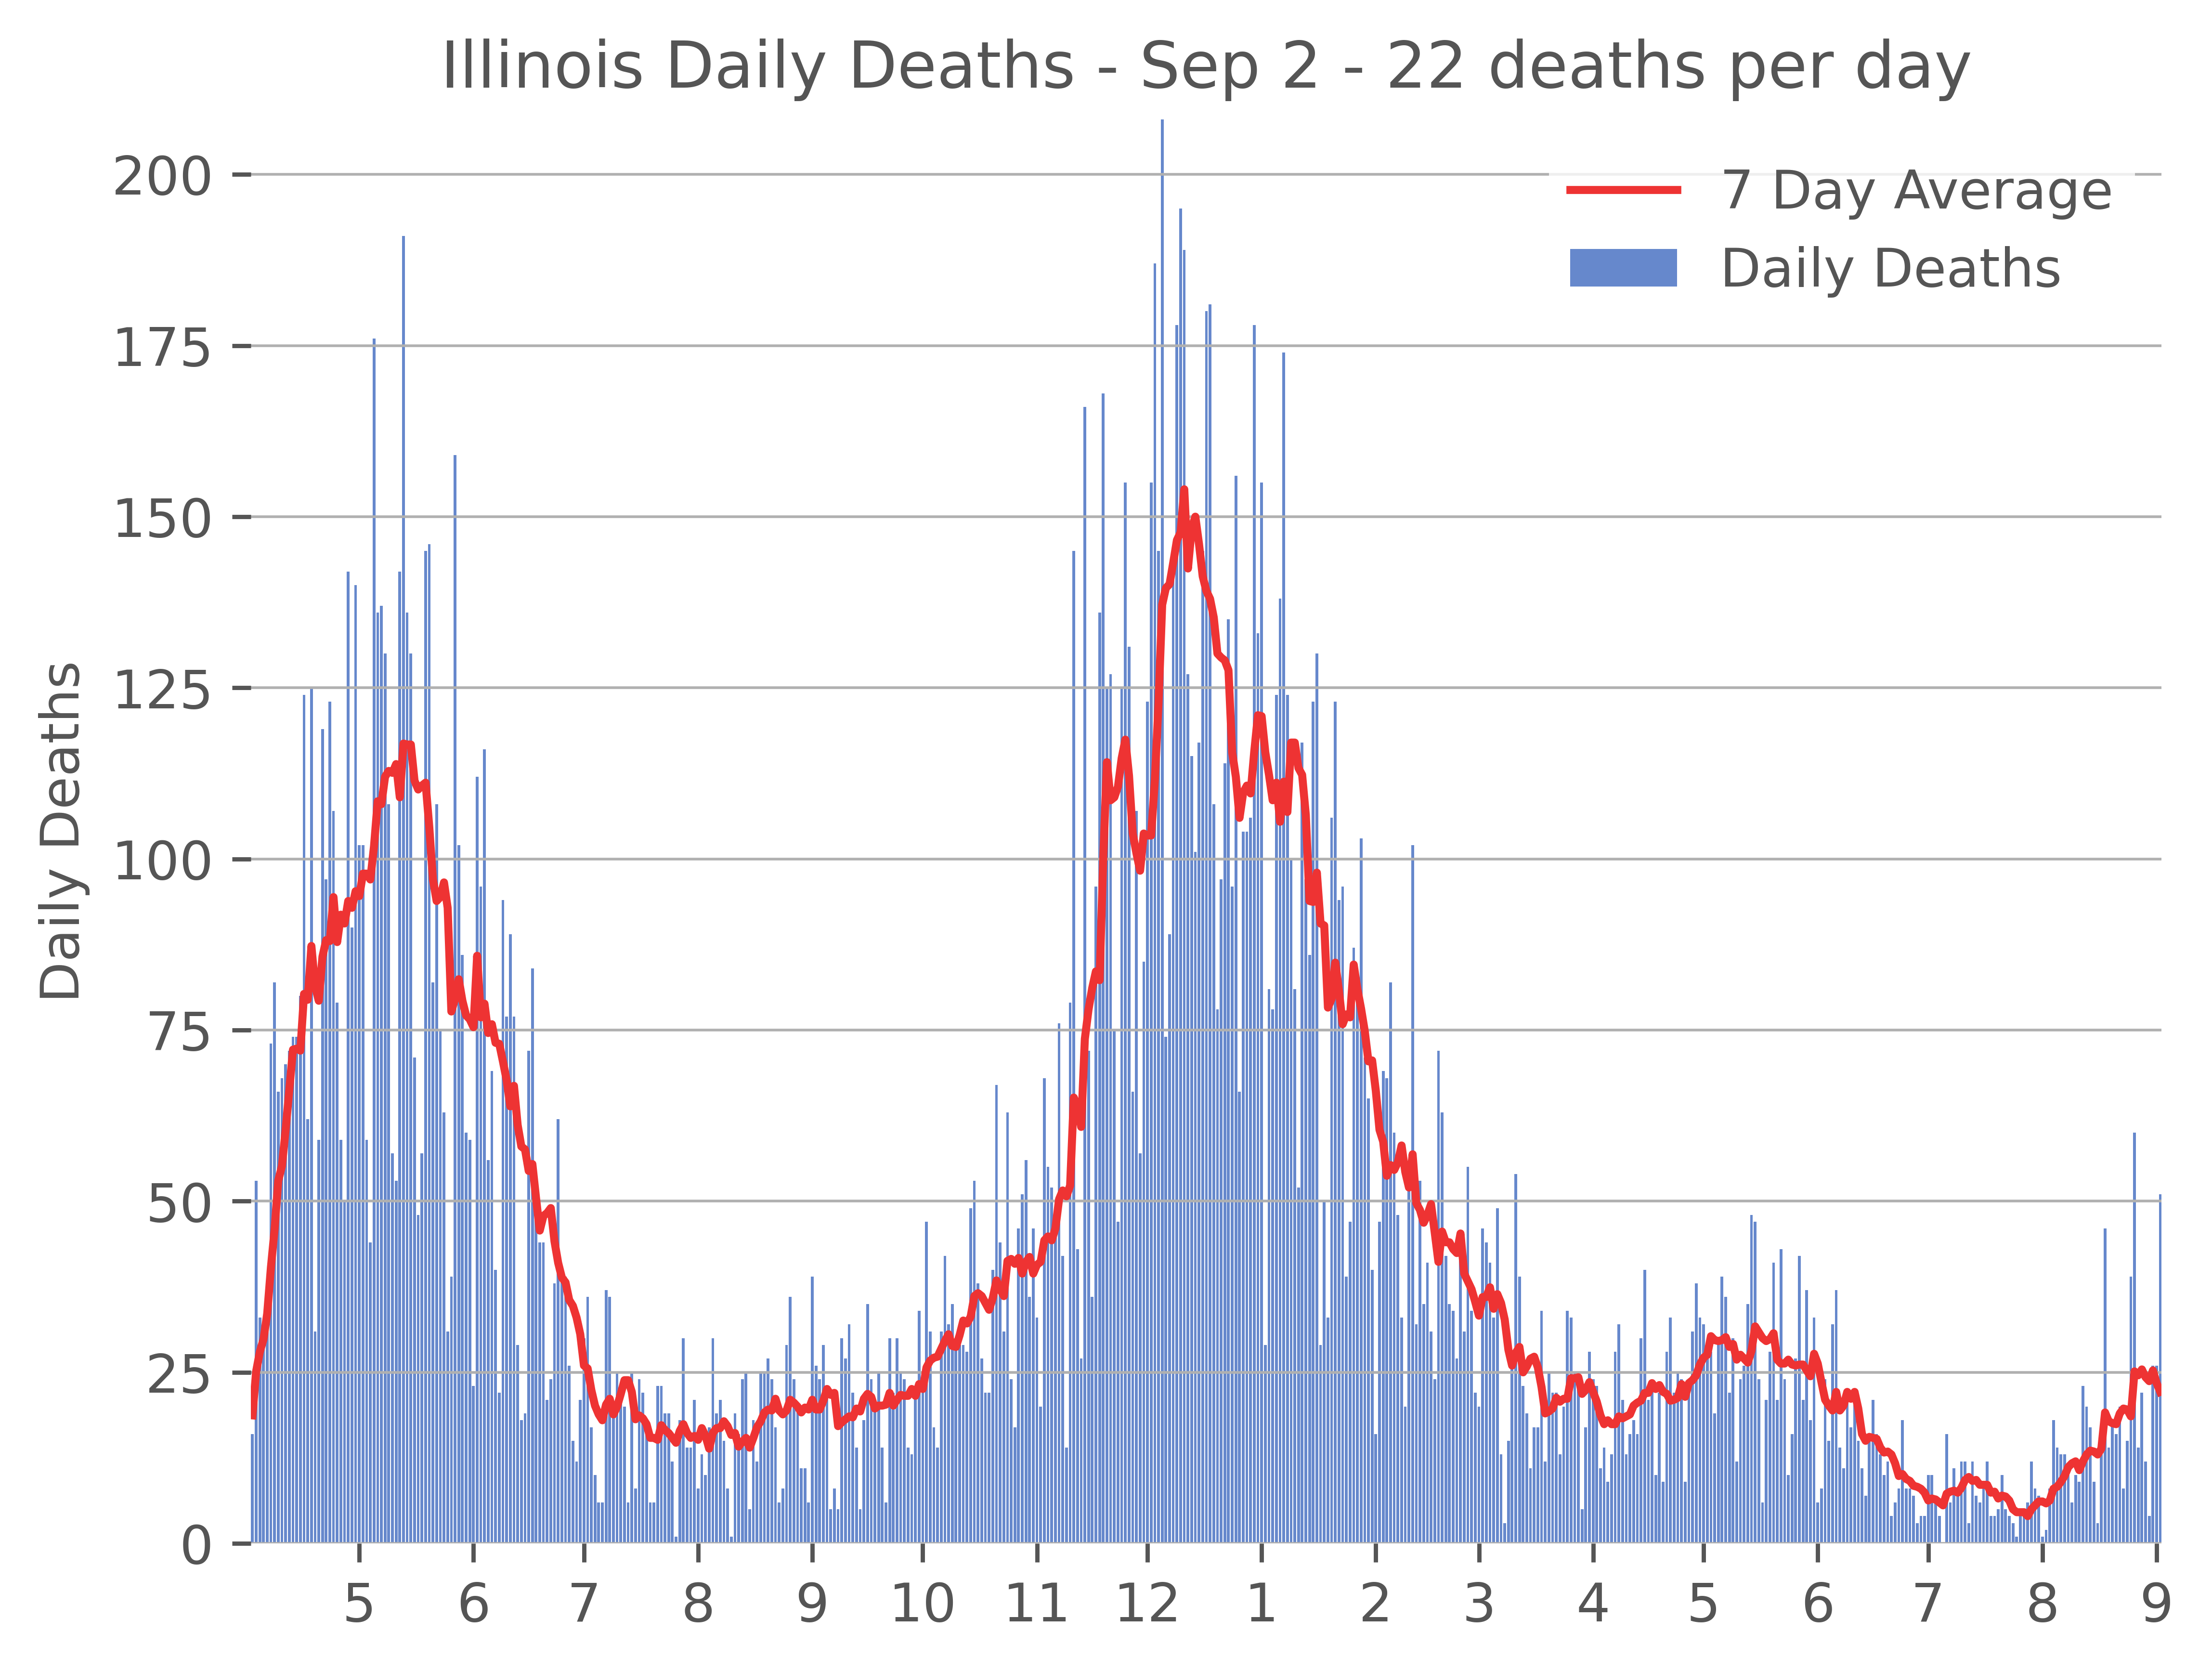 Illinois Daily Deaths - Sep 2 - 22 deaths per day
7 Day Average
Daily Deaths
Daily Deaths
200
175
150
125
100
75
50
25
0
5 6 7 8 9 10 11 12 1 2 3 4 5 6 7 8 9